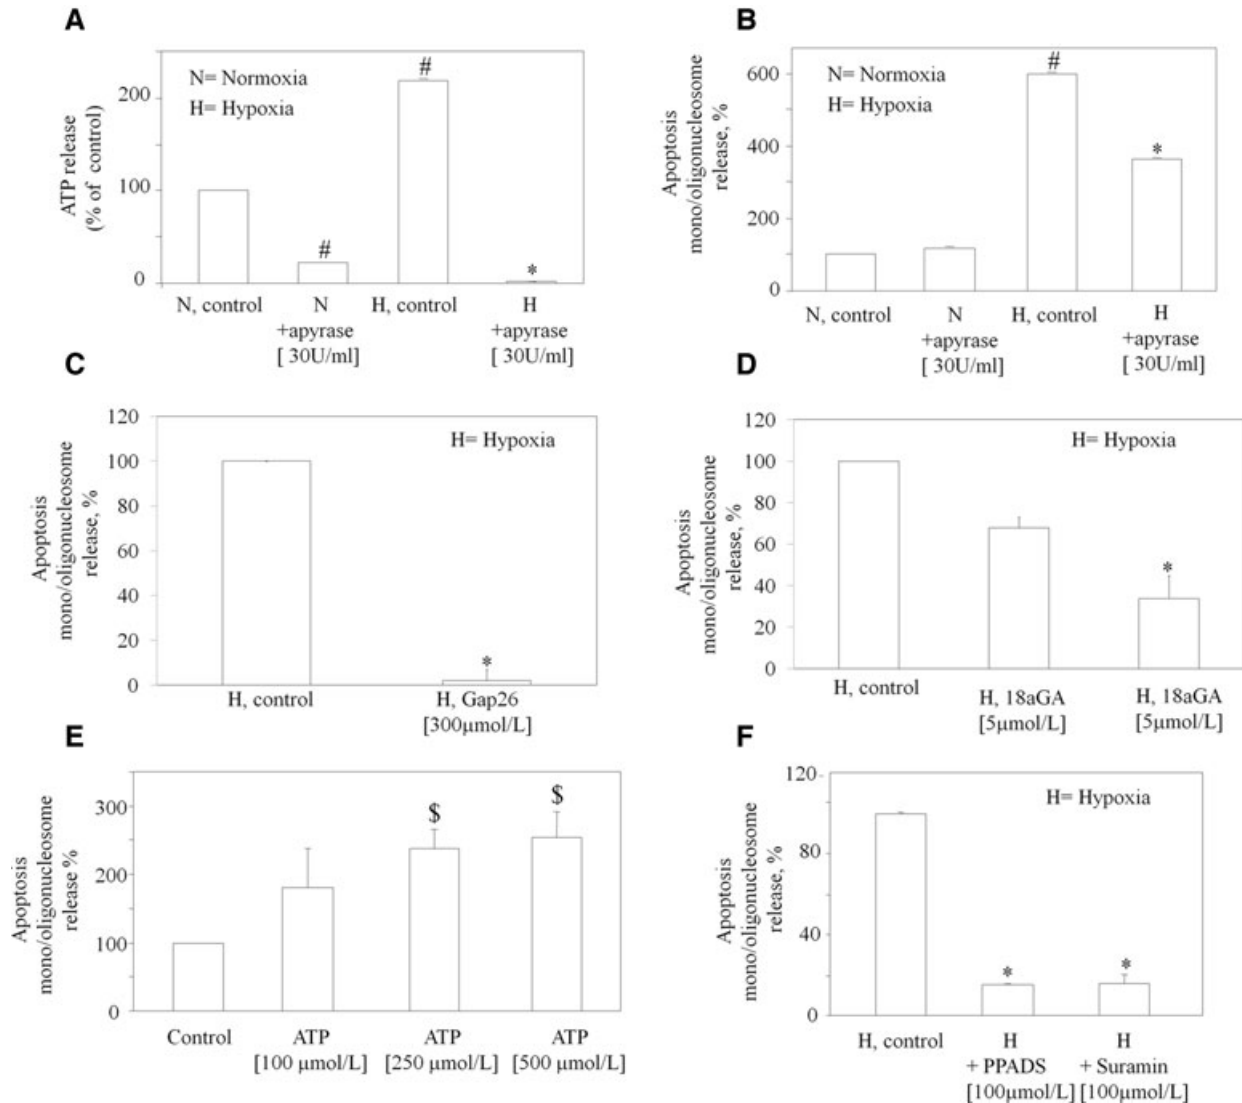 A
ATP release
(% of control)
200
100
0
N= Normoxia
H= Hypoxia
#
#
*
N, control
N
+apyrase
[ 30U/ml]
H, control
H
+apyrase
[ 30U/ml]
B
Apoptosis
mono/oligonucleosome
release, %
600
400
200
0
N= Normoxia
H= Hypoxia
#
*
N, control
N
+apyrase
[ 30U/ml]
H, control
H
+apyrase
[ 30U/ml]
C
Apoptosis
mono/oligonucleosome
release, %
120
100
80
60
40
20
0
H= Hypoxia
*
H, control
H, Gap26
[300μmol/L]
D
Apoptosis
mono/oligonucleosome
release, %
120
100
80
60
40
20
0
H= Hypoxia
*
H, control
H, 18aGA
[5μmol/L]
H, 18aGA
[5μmol/L]
E
Apoptosis
mono/oligonucleosome
release %
300
200
100
0
$
$
Control
ATP
[100 μmol/L]
ATP
[250 μmol/L]
ATP
[500 μmol/L]
F
Apoptosis
mono/oligonucleosome
release, %
120
80
40
0
H= Hypoxia
*
*
H, control
H
+ PPADS
[100μmol/L]
H
+ Suramin
[100μmol/L]